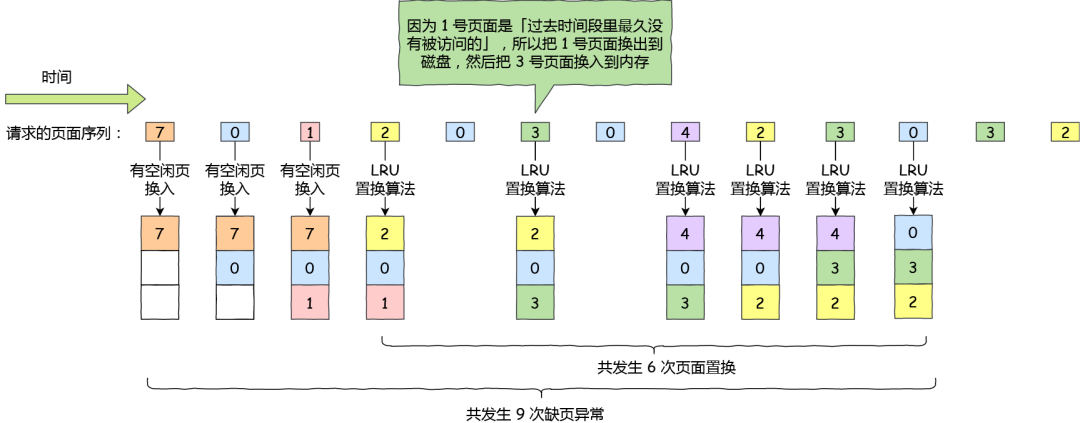 因为 1 号页面是「过去时间段里最久没
有被访问的」，所以把 1 号页面换出到
磁盘，然后把 3 号页面换入到内存
时间
请求的页面序列： 7 0 1 2 0 3 0 4 2 3 0 3 2
有空闲页 有空闲页 有空闲页 LRU LRU LRU LRU LRU LRU
换入 换入 换入 置换算法 置换算法 置换算法 置换算法 置换算法 置换算法
7 7 7 2 2 4 4 4 0
0 0 0 0 0 0 3 3
1 1 3 3 2 2 2
共发生 6 次页面置换
共发生 9 次缺页异常